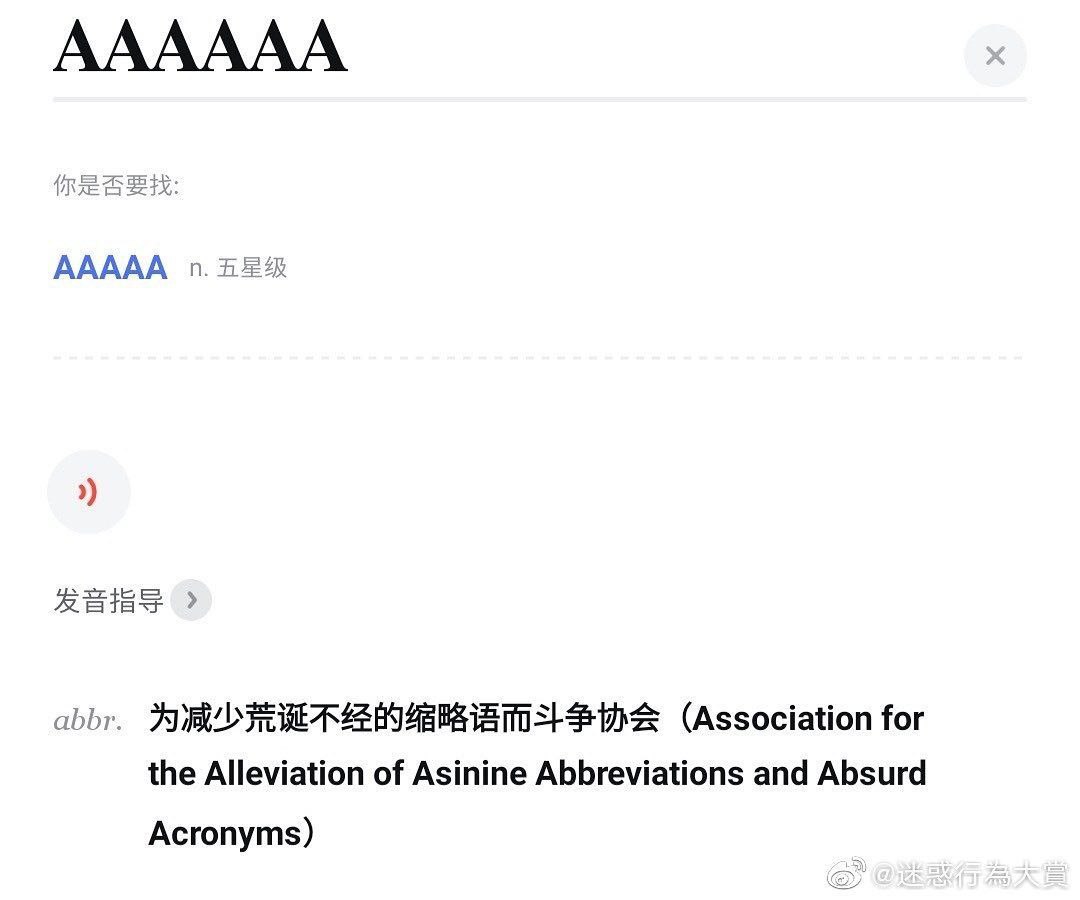 AAAAAA
你是否要找:
AAAAA n. 五星级
发音指导
abbr. 为减少荒诞不经的缩略语而斗争协会（Association for
the Alleviation of Asinine Abbreviations and Absurd
Acronyms）
@迷惑行為大賞